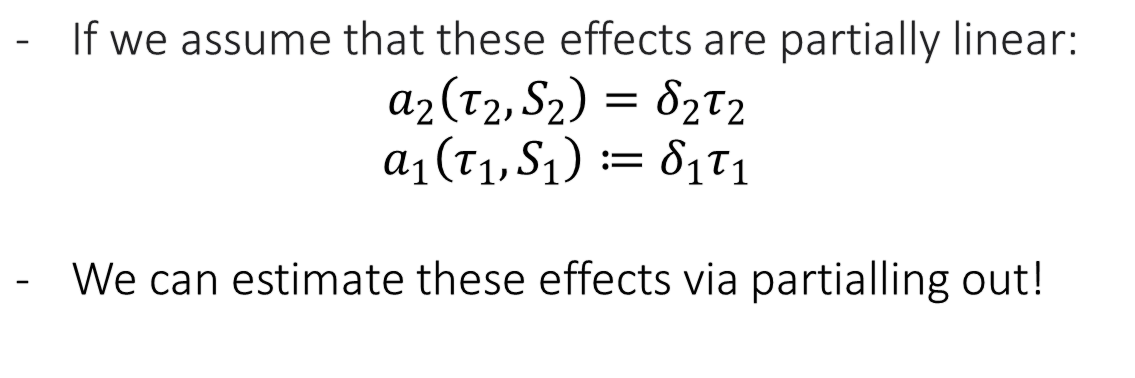 - If we assume that these effects are partially linear:
𝑎₂(𝜏₂, 𝑆₂) = 𝛿₂𝜏₂
𝑎₁(𝜏₁, 𝑆₁) ≔ 𝛿₁𝜏₁
- We can estimate these effects via partialling out!